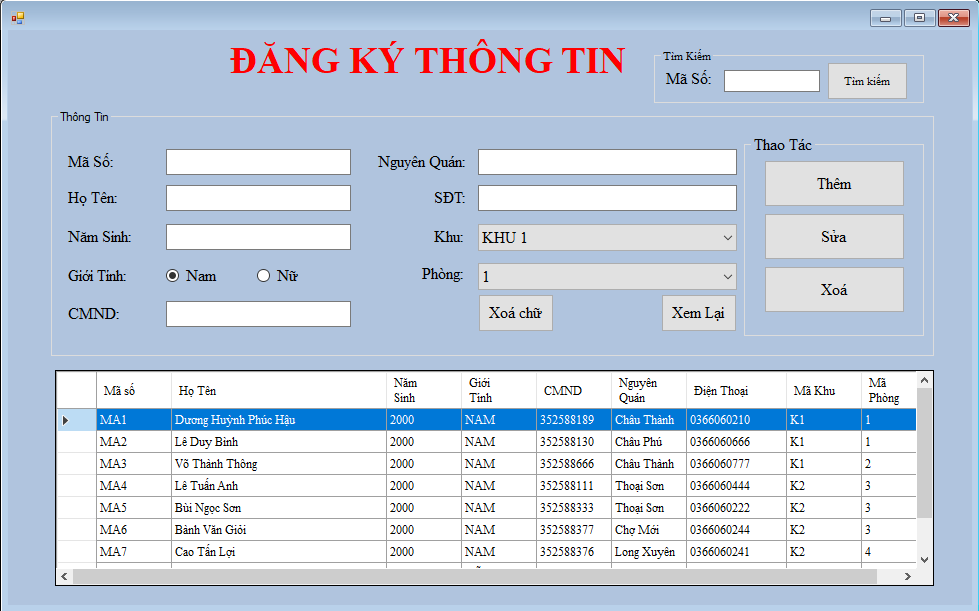 ĐĂNG KÝ THÔNG TIN
Tìm Kiếm
Mã Số:
Tìm kiếm
Thông Tin
Mã Số:
Họ Tên:
Năm Sinh:
Giới Tính:
Nam
Nữ
CMND:
Nguyên Quán:
SĐT:
Khu:
KHU 1
Phòng:
1
Xoá chữ
Xem Lại
Thao Tác
Thêm
Sửa
Xoá
Mã số Họ Tên Năm Sinh Giới Tính CMND Nguyên Quán Điện Thoại Mã Khu Mã Phòng
MA1 Dương Huỳnh Phúc Hậu 2000 NAM 352588189 Châu Thành 0366060210 K1 1
MA2 Lê Duy Bình 2000 NAM 352588130 Châu Phú 0366060666 K1 1
MA3 Võ Thành Thông 2000 NAM 352588666 Châu Thành 0366060777 K1 2
MA4 Lê Tuấn Anh 2000 NAM 352588111 Thoại Sơn 0366060444 K2 3
MA5 Bùi Ngọc Sơn 2000 NAM 352588333 Thoại Sơn 0366060222 K2 3
MA6 Bành Văn Giỏi 2000 NAM 352588377 Chợ Mới 0366060244 K2 3
MA7 Cao Tấn Lợi 2000 NAM 352588376 Long Xuyên 0366060241 K2 4